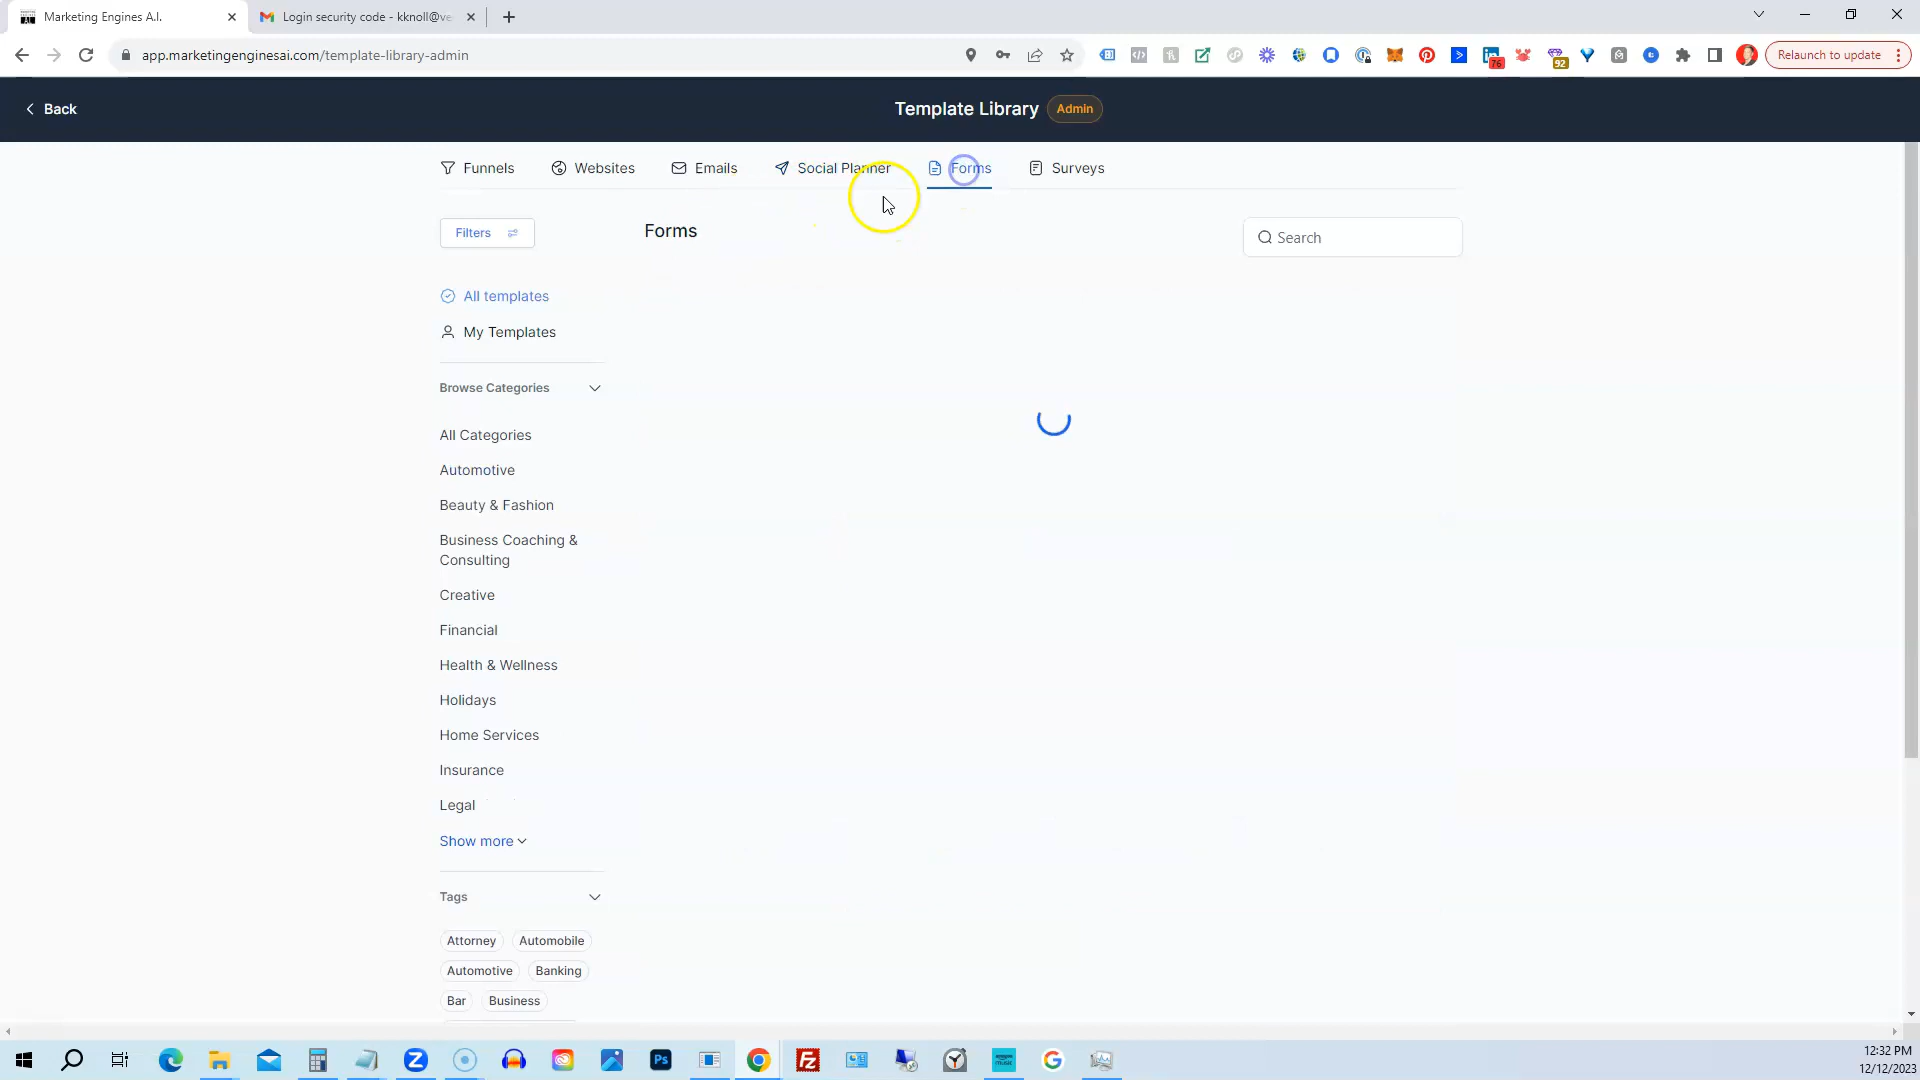 Marketing Engines A.I.
Login security code - kknoll@ve
app.marketingenginesai.com/template-library-admin
76
92
Relaunch to update
Back
Template Library Admin
Funnels
Websites
Emails
Social Planner
Forms
Surveys
Filters
Forms
Search
All templates
My Templates
Browse Categories
All Categories
Automotive
Beauty & Fashion
Business Coaching &
Consulting
Creative
Financial
Health & Wellness
Holidays
Home Services
Insurance
Legal
Show more
Tags
Attorney Automobile
Automotive Banking
Bar Business
12:32 PM
12/12/2023